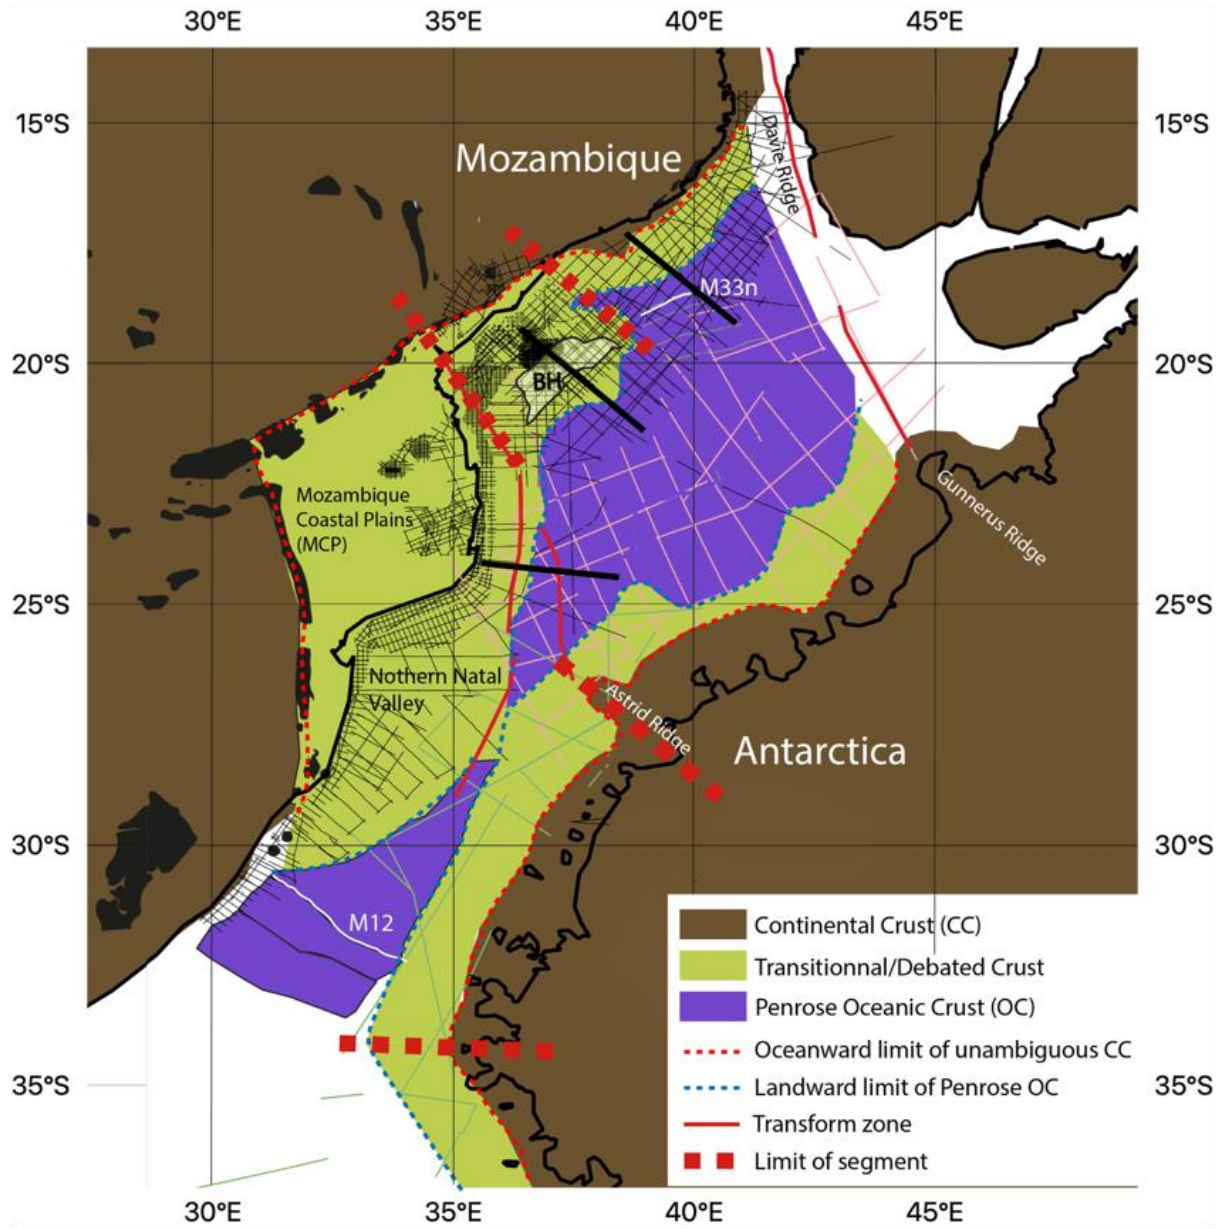 30°E 35°E 40°E 45°E
15°S 15°S
Mozambique
Davie Ridge
M33n
20°S 20°S
BH
Mozambique
Coastal Plains
(MCP)
Gunnerus Ridge
25°S 25°S
Nothern Natal
Valley
Astrid Ridge
Antarctica
30°S 30°S
M12
Continental Crust (CC)
Transitionnal/Debated Crust
Penrose Oceanic Crust (OC)
Oceanward limit of unambiguous CC
35°S 35°S
Landward limit of Penrose OC
Transform zone
Limit of segment
30°E 35°E 40°E 45°E